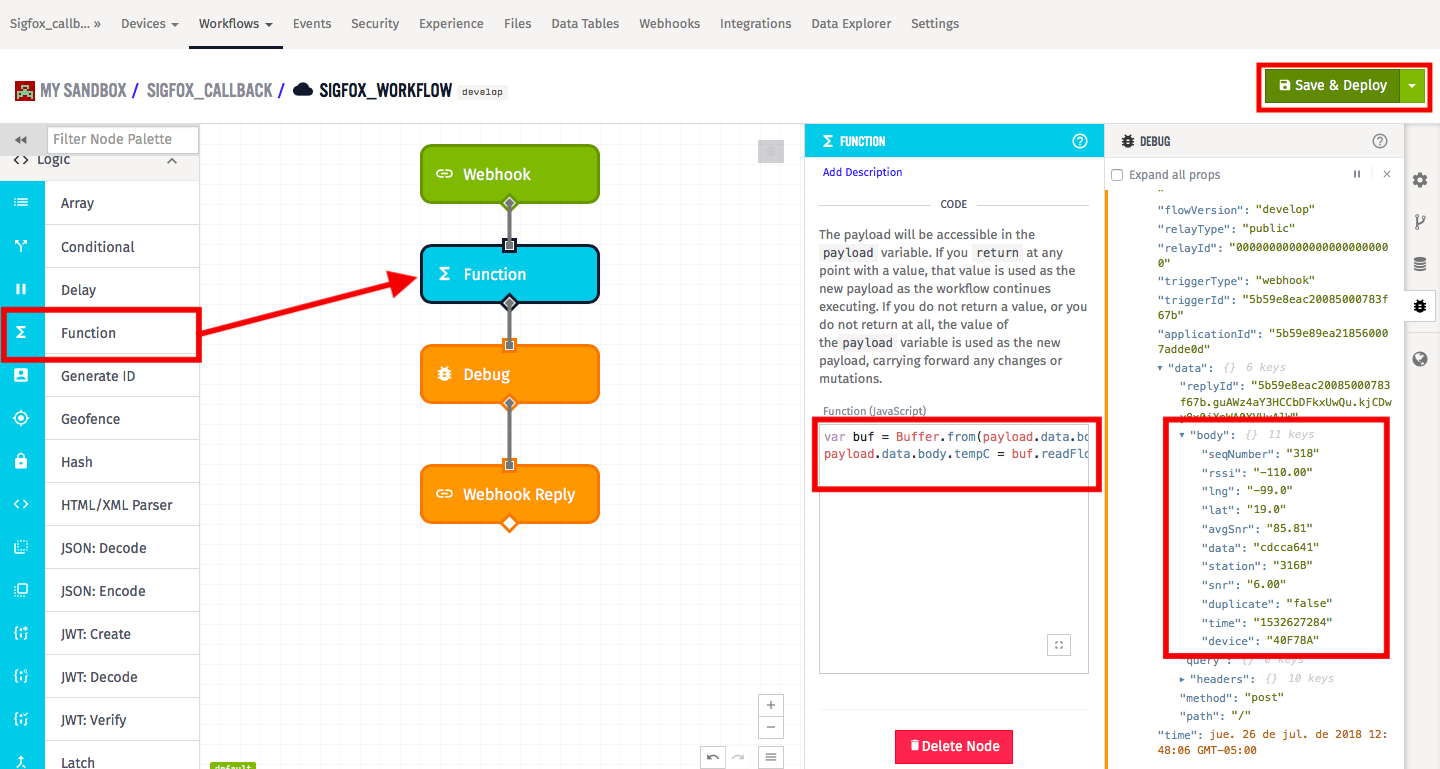 Sigfox_callb... »
Devices
Workflows
Events
Security
Experience
Files
Data Tables
Webhooks
Integrations
Data Explorer
Settings
MY SANDBOX / SIGFOX_CALLBACK / SIGFOX_WORKFLOW develop
Save & Deploy
Filter Node Palette
Logic
Array
Conditional
Delay
Function
Generate ID
Geofence
Hash
HTML/XML Parser
JSON: Decode
JSON: Encode
JWT: Create
JWT: Decode
JWT: Verify
Latch
Webhook
Function
Debug
Webhook Reply
default
FUNCTION
Add Description
CODE
The payload will be accessible in the
payload variable. If you return at any
point with a value, that value is used as the
new payload as the workflow continues
executing. If you do not return a value, or you
do not return at all, the value of
the payload variable is used as the new
payload, carrying forward any changes or
mutations.
Function (JavaScript)
var buf = Buffer.from(payload.data.bo
payload.data.body.tempC = buf.readFlo
Delete Node
DEBUG
Expand all props
"flowVersion": "develop"
"relayType": "public"
"relayId": "00000000000000000000000
0"
"triggerType": "webhook"
"triggerId": "5b59e8eac20085000783f
67b"
"applicationId": "5b59e89ea21856000
7adde0d"
"data": {} 6 keys
"replyId": "5b59e8eac20085000783
f67b.guAWz4aY3HCCbDFkxUwQu.kjCDw
"body": {} 11 keys
"seqNumber": "318"
"rssi": "-110.00"
"lng": "-99.0"
"lat": "19.0"
"avgSnr": "85.81"
"data": "cdcca641"
"station": "316B"
"snr": "6.00"
"duplicate": "false"
"time": "1532627284"
"device": "40F78A"
"query": {} 0 keys
"headers": {} 10 keys
"method": "post"
"path": "/"
"time": jue. 26 de jul. de 2018 12:
48:06 GMT-05:00